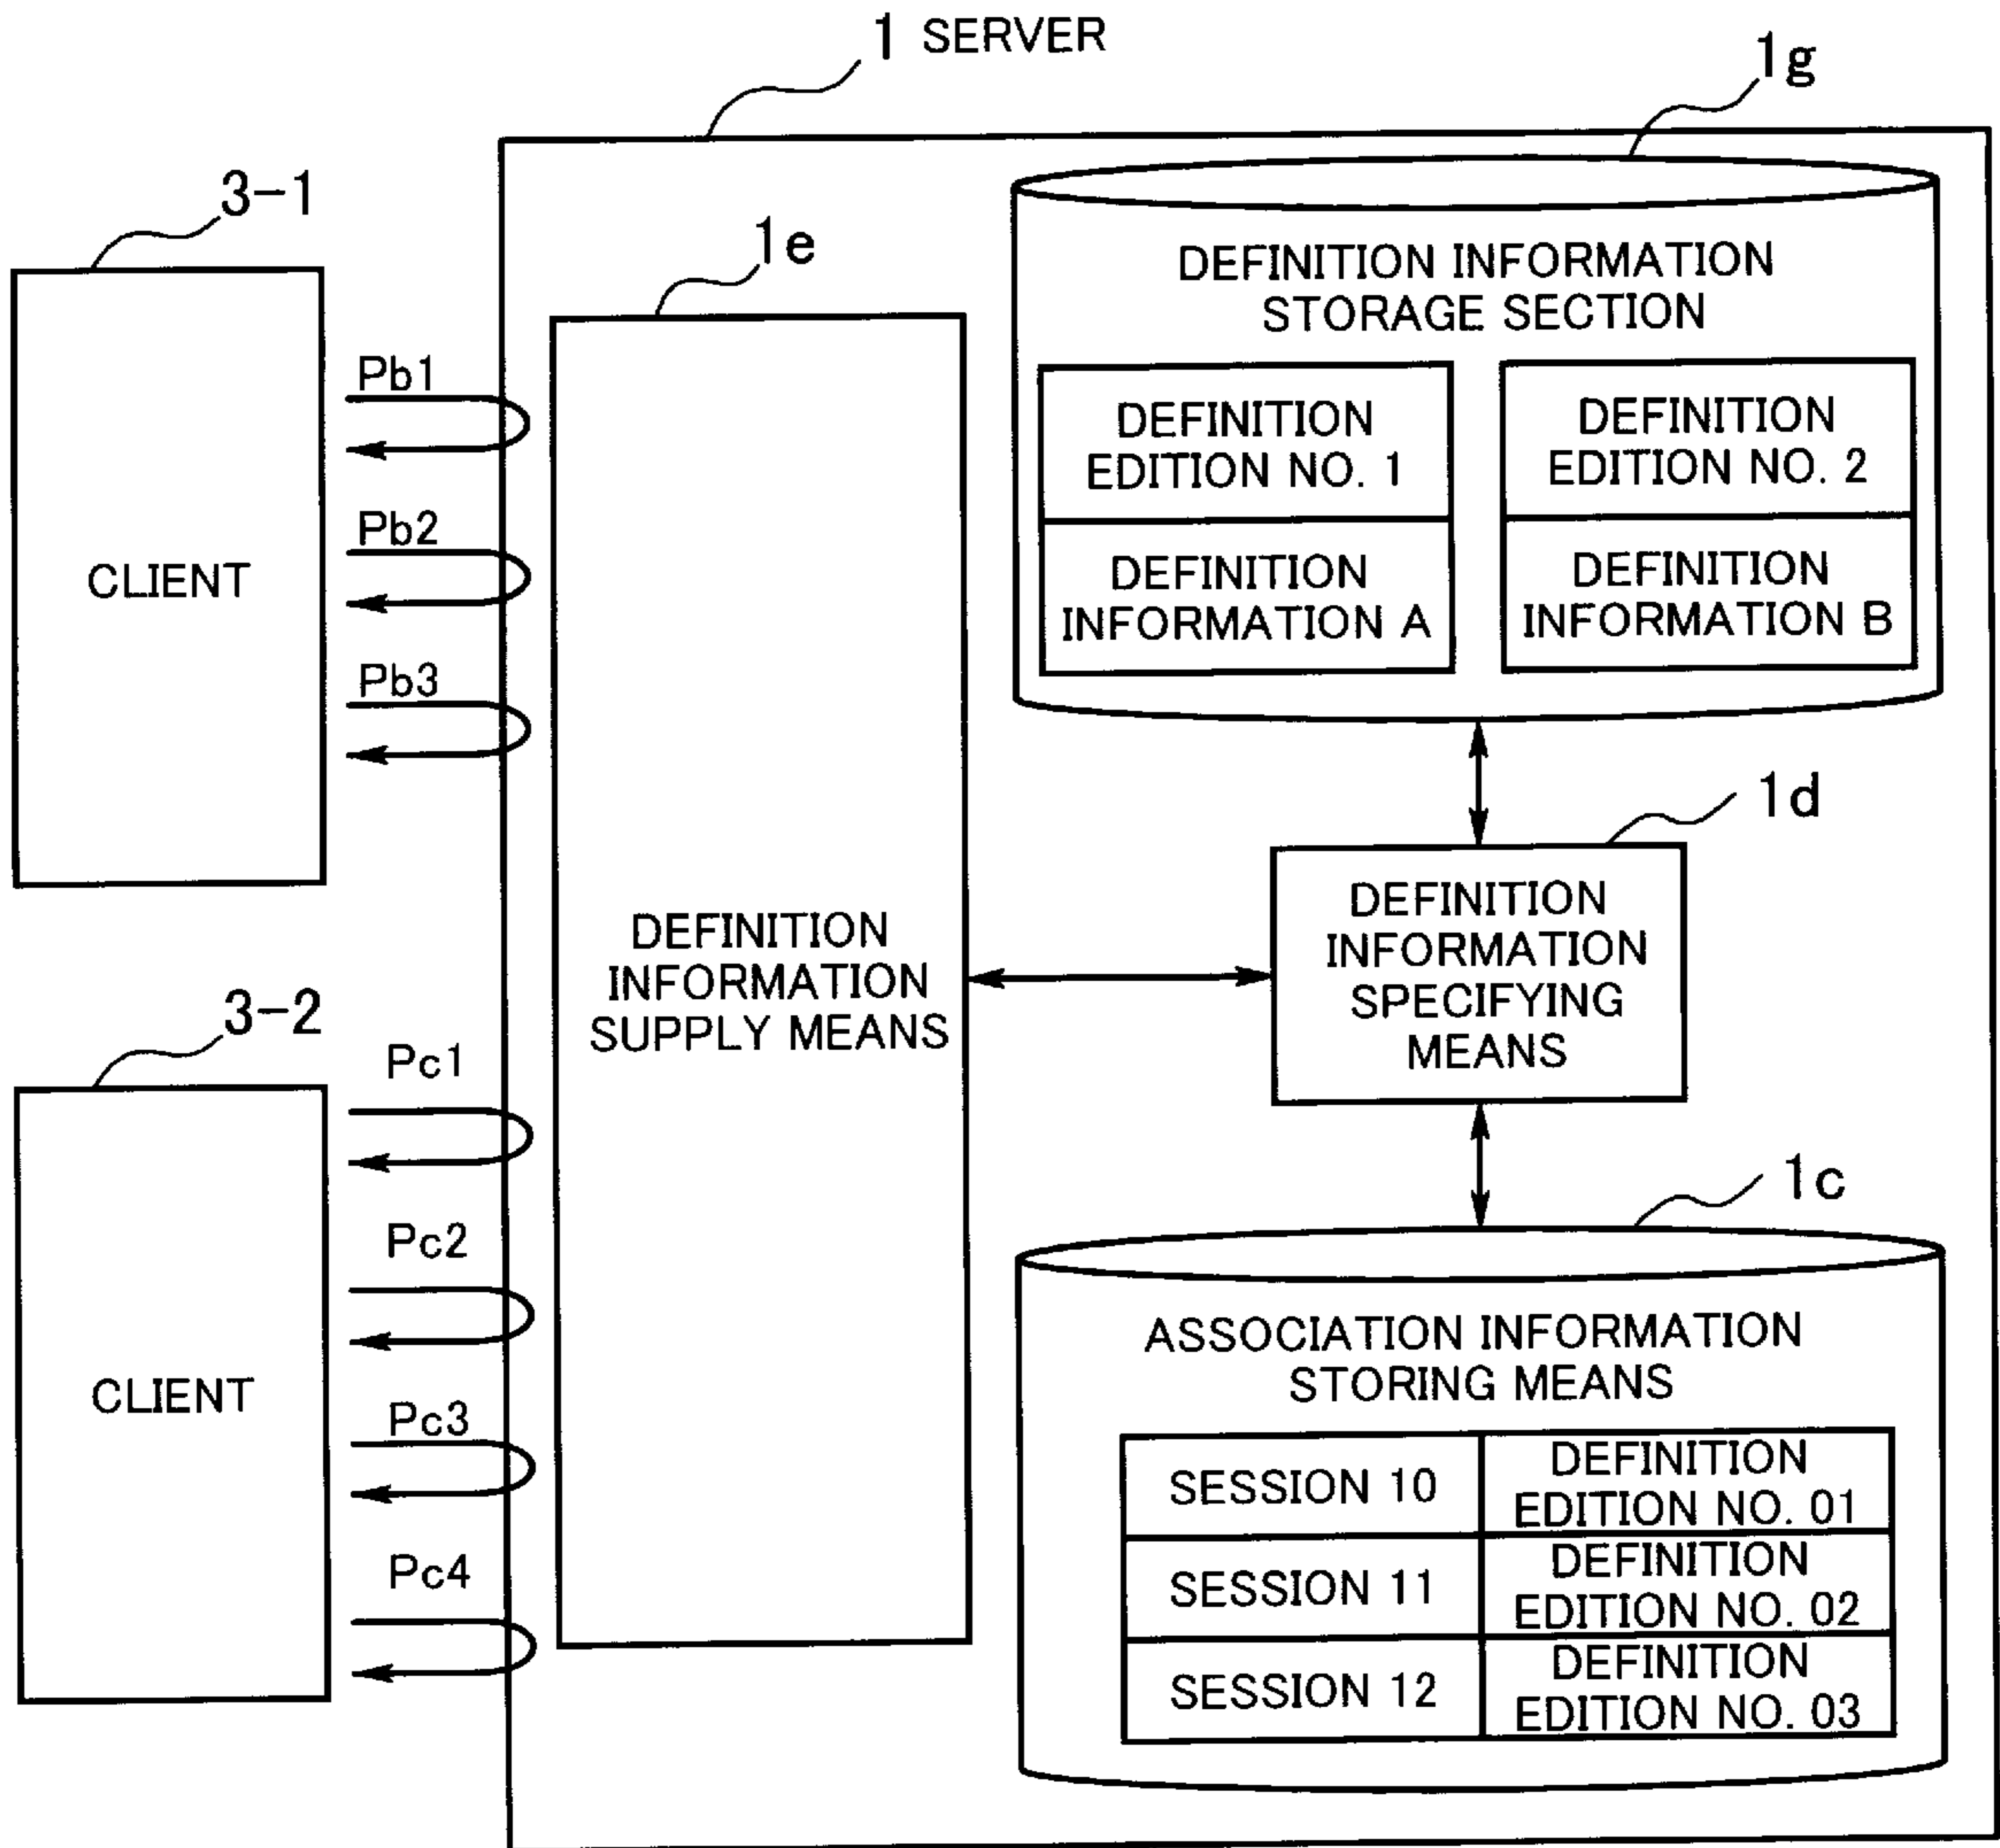 1 SERVER
1g
3-1
1e
DEFINITION INFORMATION
STORAGE SECTION
Pb1
DEFINITION
EDITION NO. 1
DEFINITION
EDITION NO. 2
Pb2
CLIENT
DEFINITION
INFORMATION A
DEFINITION
INFORMATION B
Pb3
1d
DEFINITION
INFORMATION
SPECIFYING
MEANS
DEFINITION
INFORMATION
SUPPLY MEANS
3-2
Pc1
1c
Pc2
ASSOCIATION INFORMATION
STORING MEANS
CLIENT
Pc3
SESSION 10
DEFINITION
EDITION NO. 01
Pc4
SESSION 11
DEFINITION
EDITION NO. 02
SESSION 12
DEFINITION
EDITION NO. 03